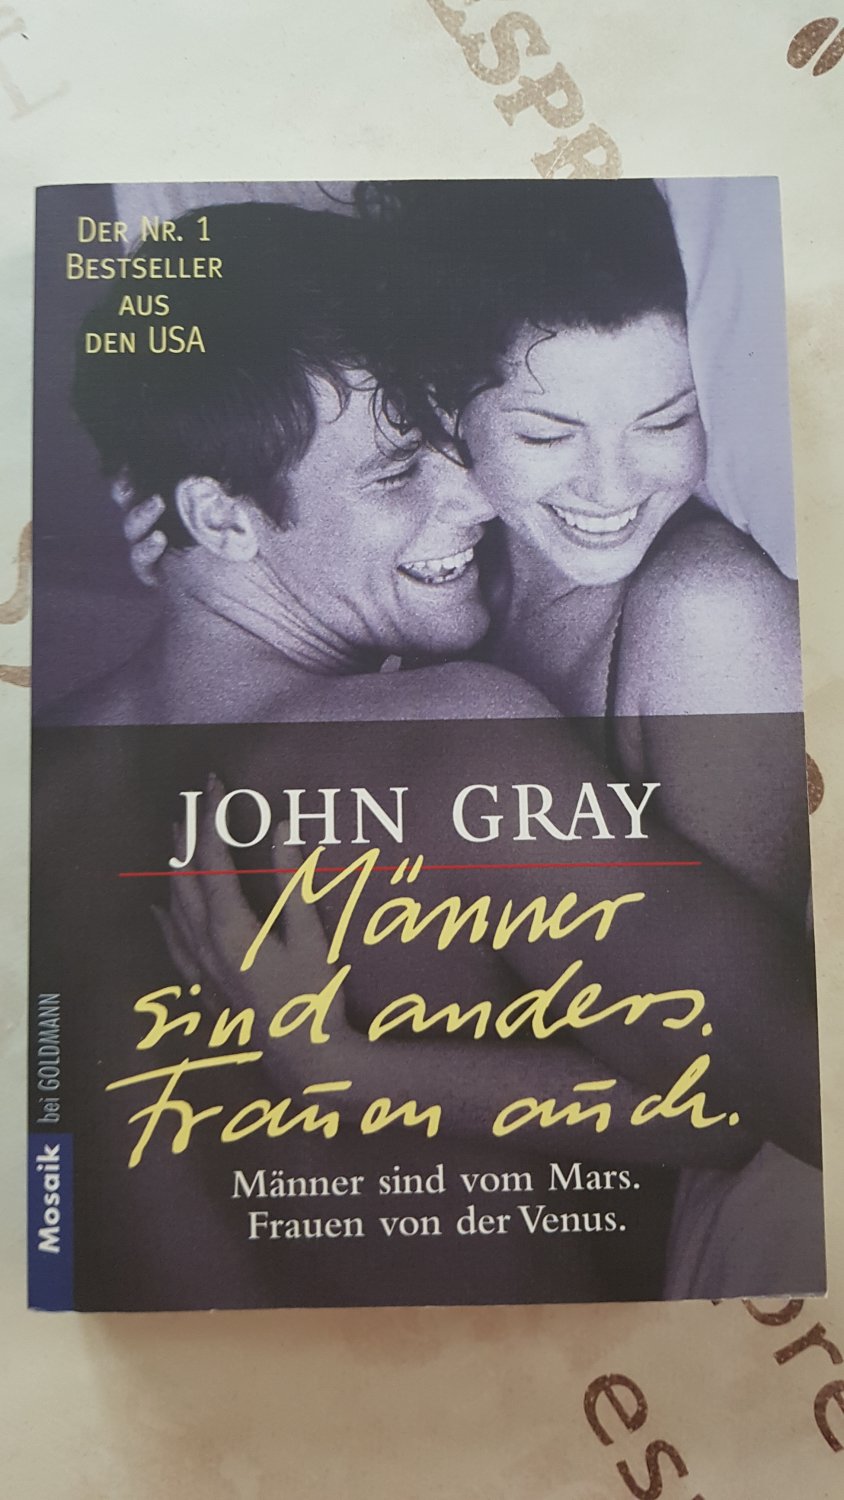 DER NR. 1
BESTSELLER
AUS
DEN USA
JOHN GRAY
Männer
sind anders.
Frauen auch.
Männer sind vom Mars.
Frauen von der Venus.
Mosaik bei GOLDMANN